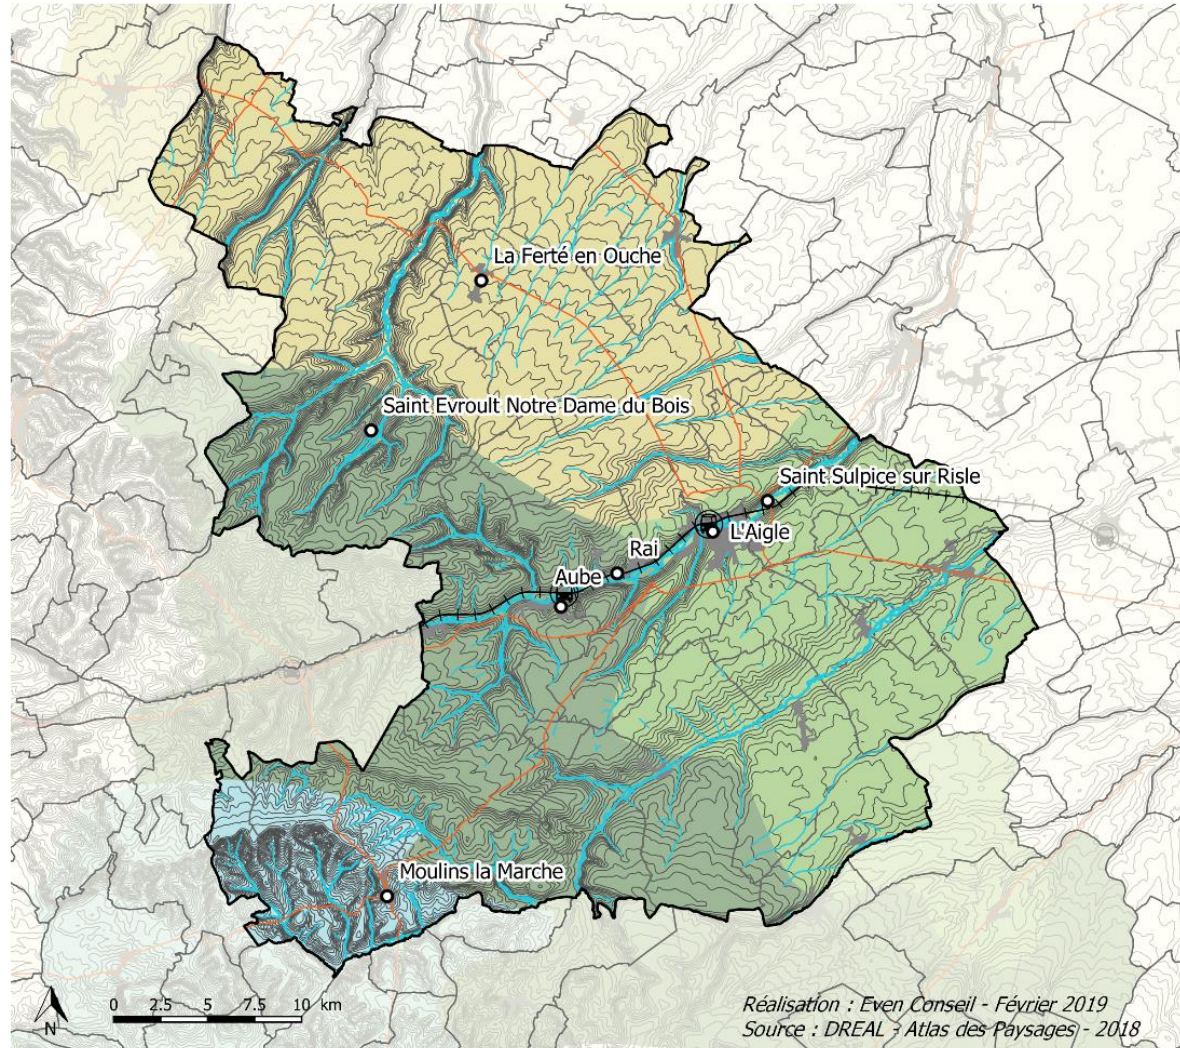 La Ferté en Ouche
Saint Evroult Notre Dame du Bois
Saint Sulpice sur Risle
L'Aigle
Rai
Aube
Moulins la Marche
0 2.5 5 7.5 10 km
N
Réalisation : Even Conseil - Février 2019
Source : DREAL - Atlas des Paysages - 2018